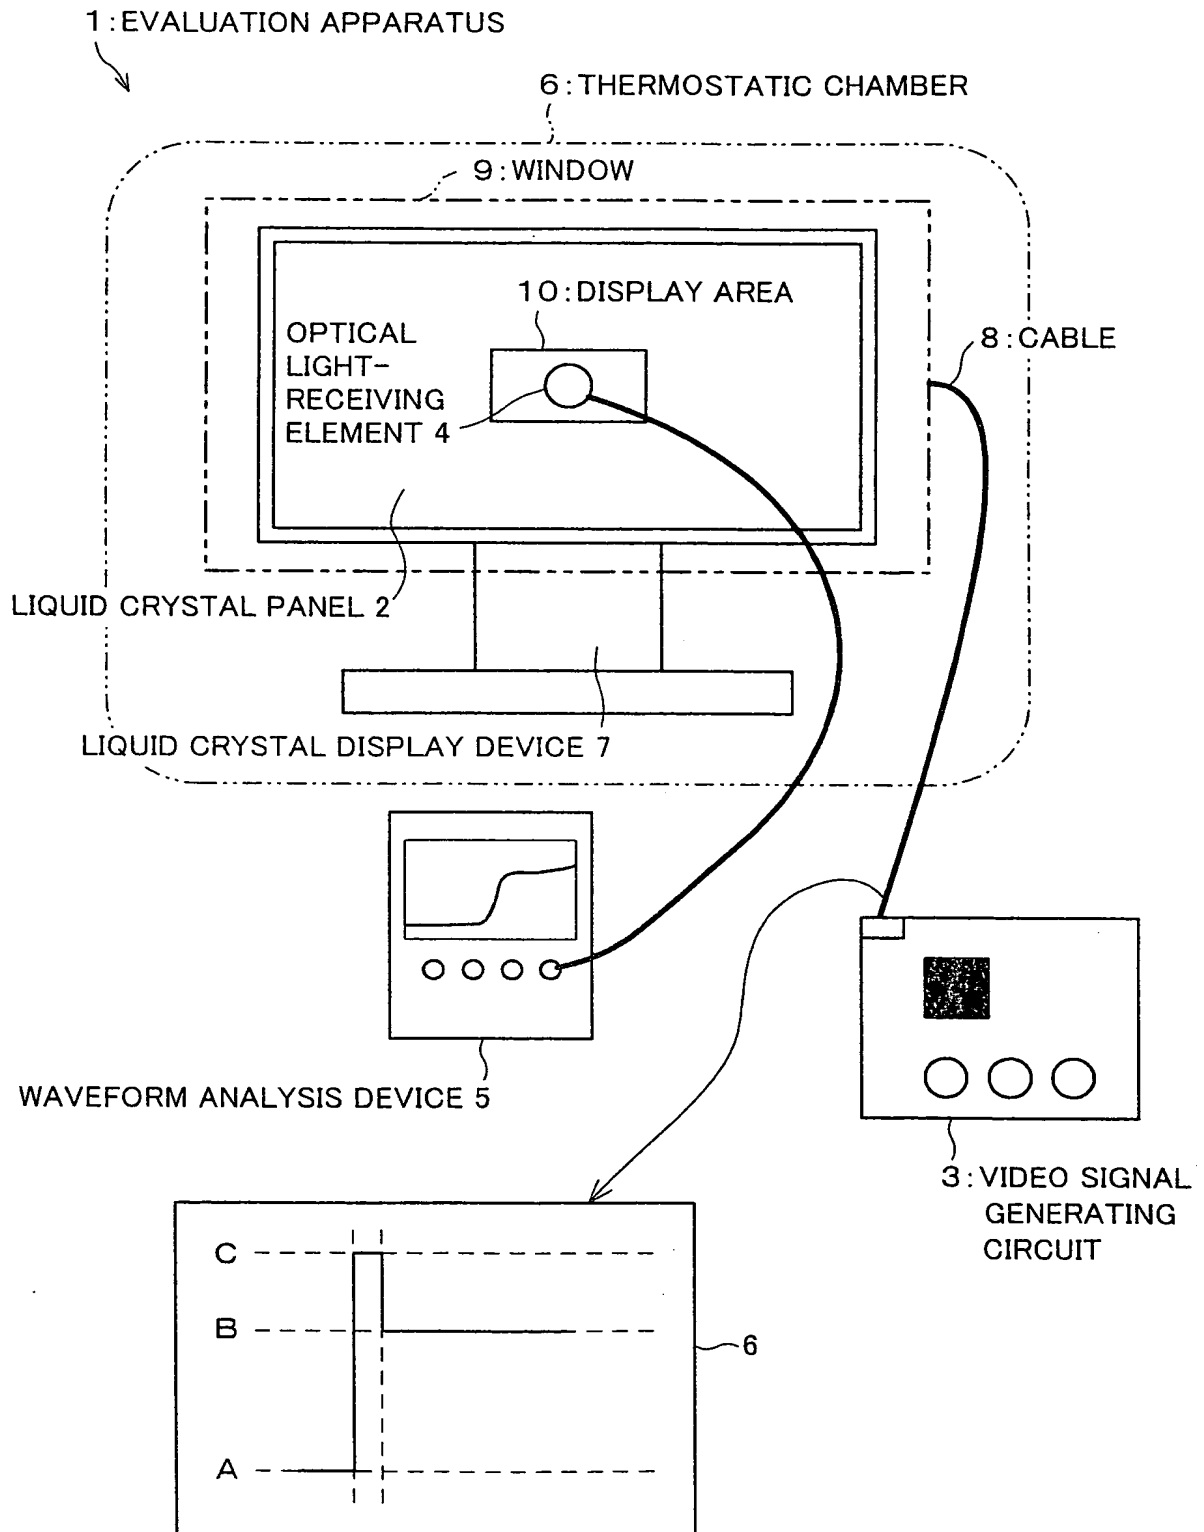 1:EVALUATION APPARATUS
6:THERMOSTATIC CHAMBER
9:WINDOW
10:DISPLAY AREA
OPTICAL
LIGHT-
RECEIVING
ELEMENT 4
8:CABLE
LIQUID CRYSTAL PANEL 2
LIQUID CRYSTAL DISPLAY DEVICE 7
WAVEFORM ANALYSIS DEVICE 5
3:VIDEO SIGNAL
GENERATING
CIRCUIT
C
B
6
A